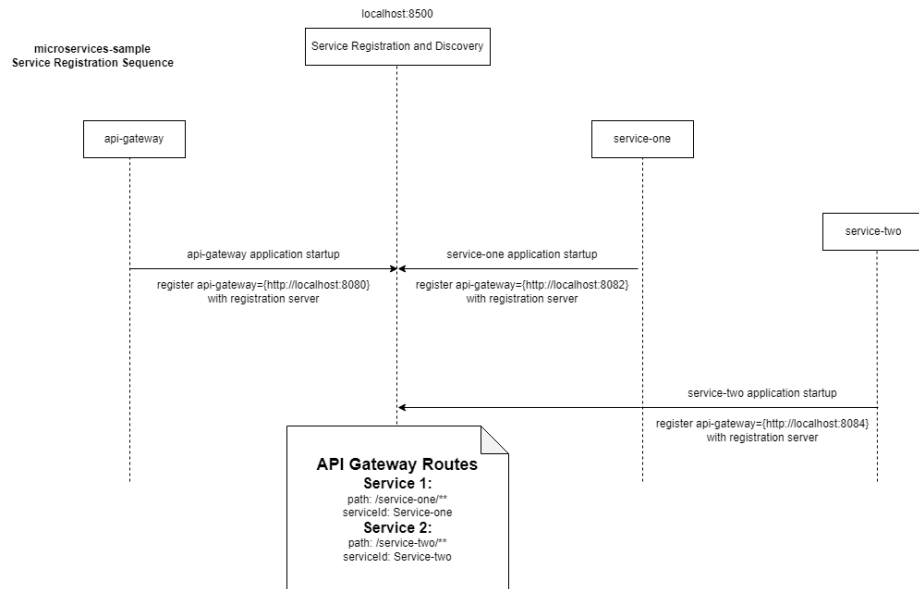 localhost:8500
Service Registration and Discovery
microservices-sample
Service Registration Sequence
api-gateway
service-one
service-two
api-gateway application startup
register api-gateway={http://localhost:8080}
with registration server
service-one application startup
register api-gateway={http://localhost:8082}
with registration server
service-two application startup
register api-gateway={http://localhost:8084}
with registration server
API Gateway Routes
Service 1:
path: /service-one/**
serviceId: Service-one
Service 2:
path: /service-two/**
serviceId: Service-two